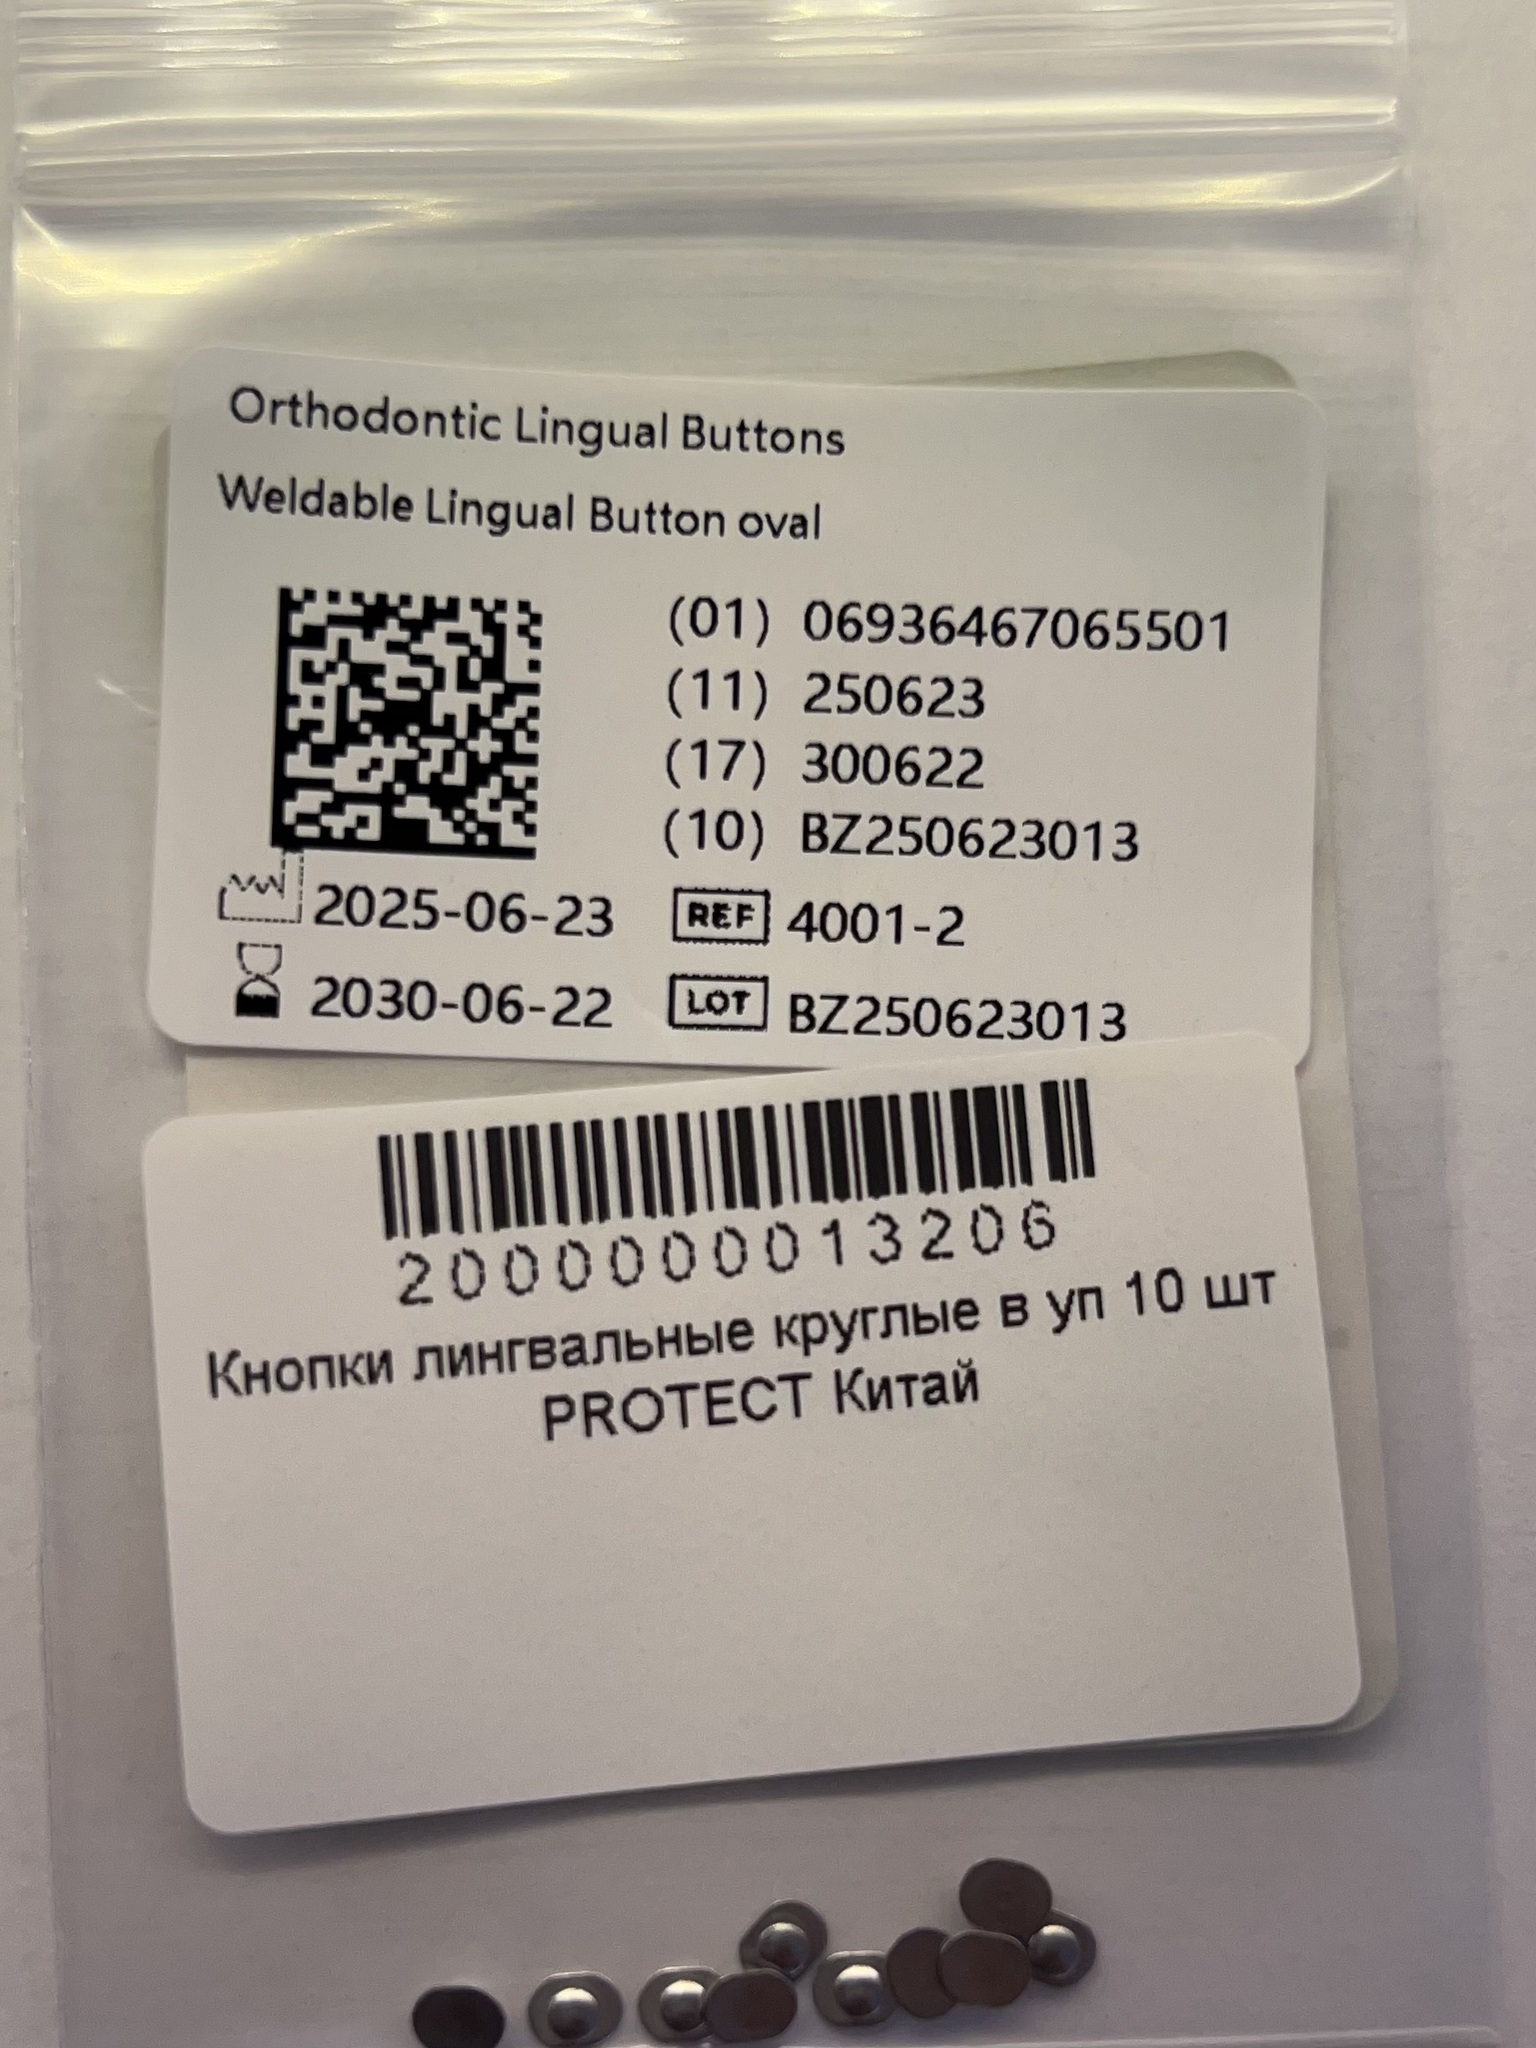 Orthodontic Lingual Buttons
Weldable Lingual Button oval
(01) 06936467065501
(11) 250623
(17) 300622
(10) BZ250623013
2025-06-23 REF 4001-2
2030-06-22 LOT BZ250623013
2000000013206
Кнопки лингвальные круглые в уп 10 шт
PROTECT Китай